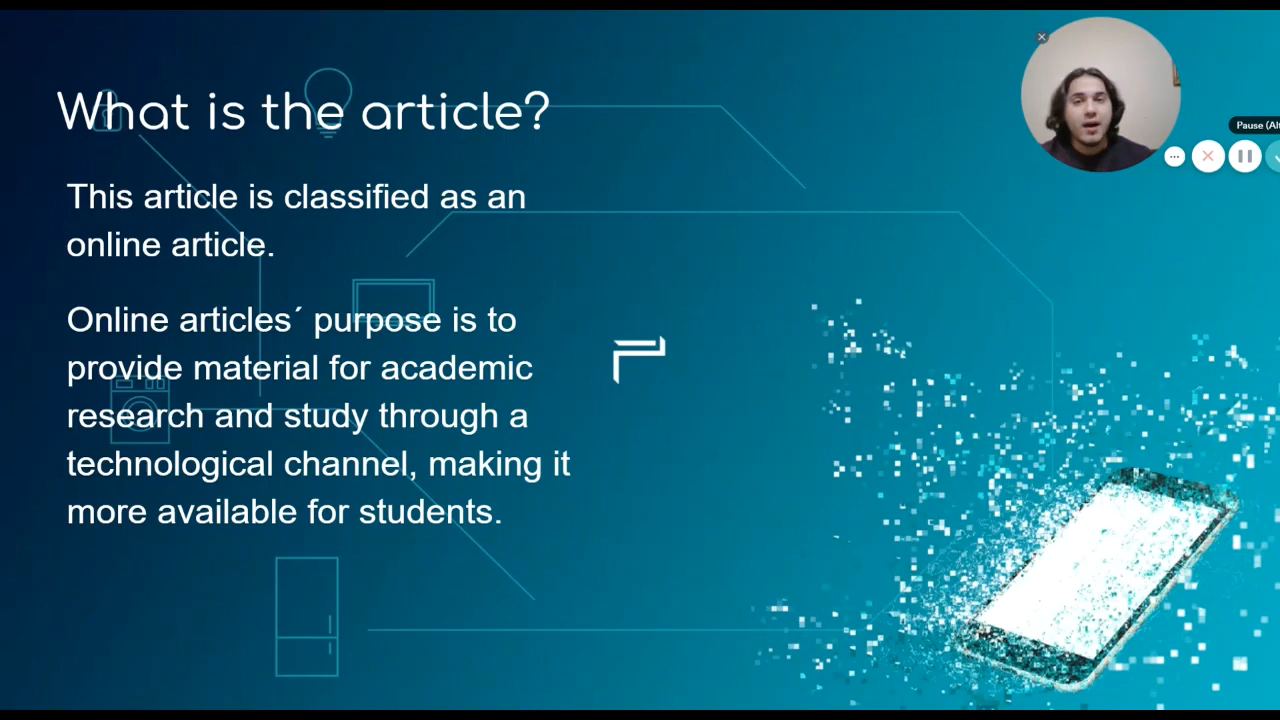 What is the article?
This article is classified as an
online article.
Online articles´ purpose is to
provide material for academic
research and study through a
technological channel, making it
more available for students.
Pause (Alt